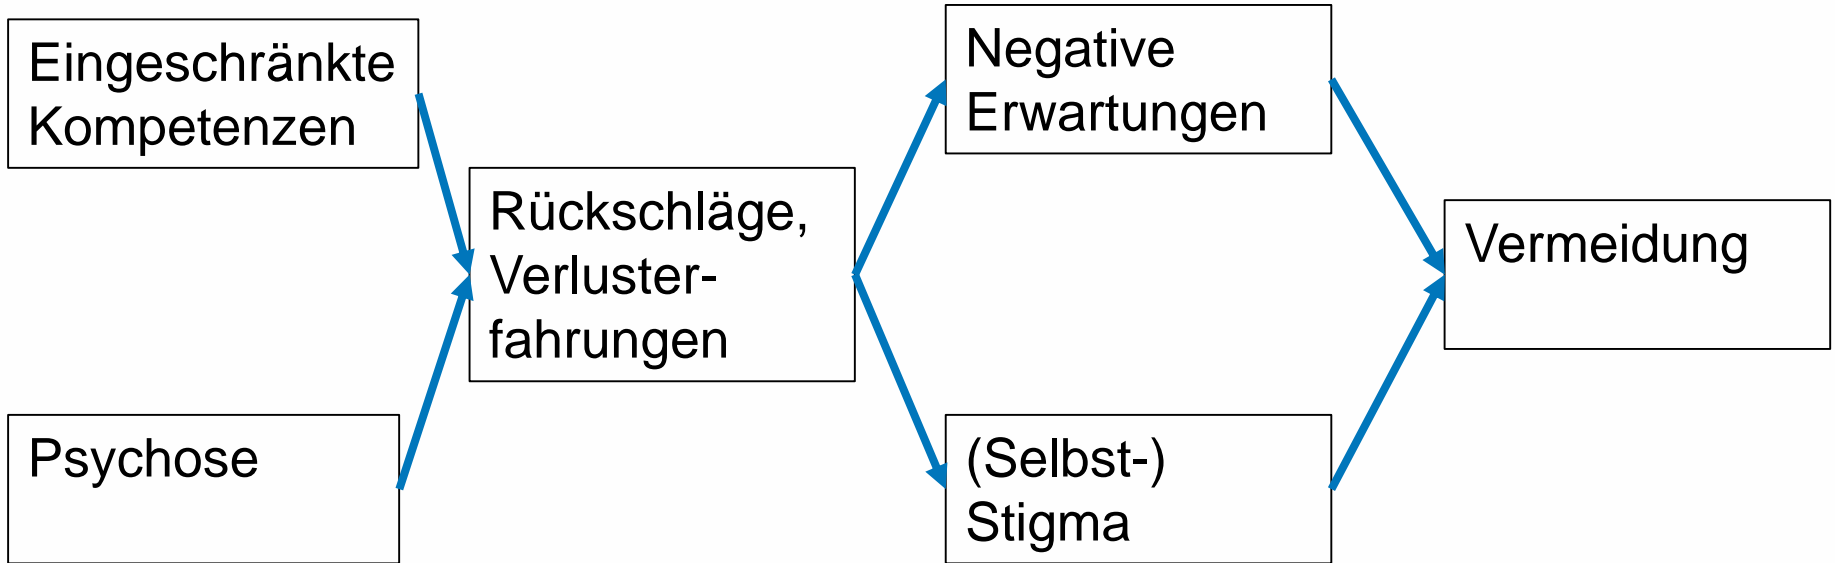 Eingeschränkte
Kompetenzen
Psychose
Rückschläge,
Verluster-
fahrungen
Negative
Erwartungen
(Selbst-)
Stigma
Vermeidung